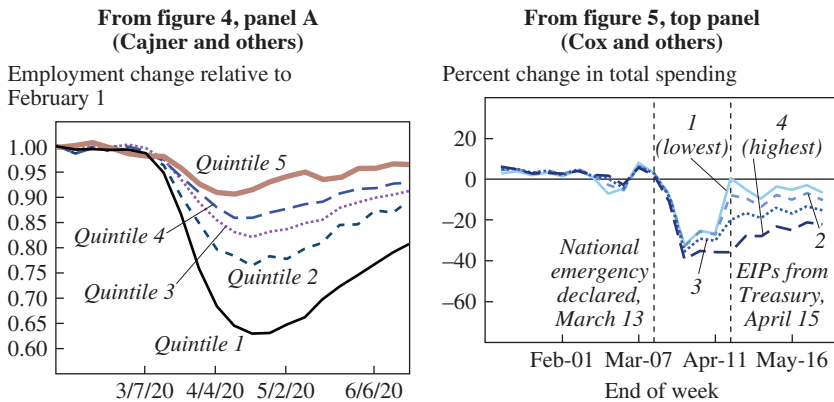 From figure 4, panel A
(Cajner and others)
Employment change relative to
February 1
1.00
0.95
0.90
0.85
0.80
0.75
0.70
0.65
0.60
Quintile 5
Quintile 4
Quintile 3
Quintile 2
Quintile 1
3/7/20
4/4/20
5/2/20
6/6/20
From figure 5, top panel
(Cox and others)
Percent change in total spending
20
0
−20
−40
−60
1
(lowest)
4
(highest)
2
3
National
emergency
declared,
March 13
EIPs from
Treasury,
April 15
Feb-01
Mar-07
Apr-11
May-16
End of week